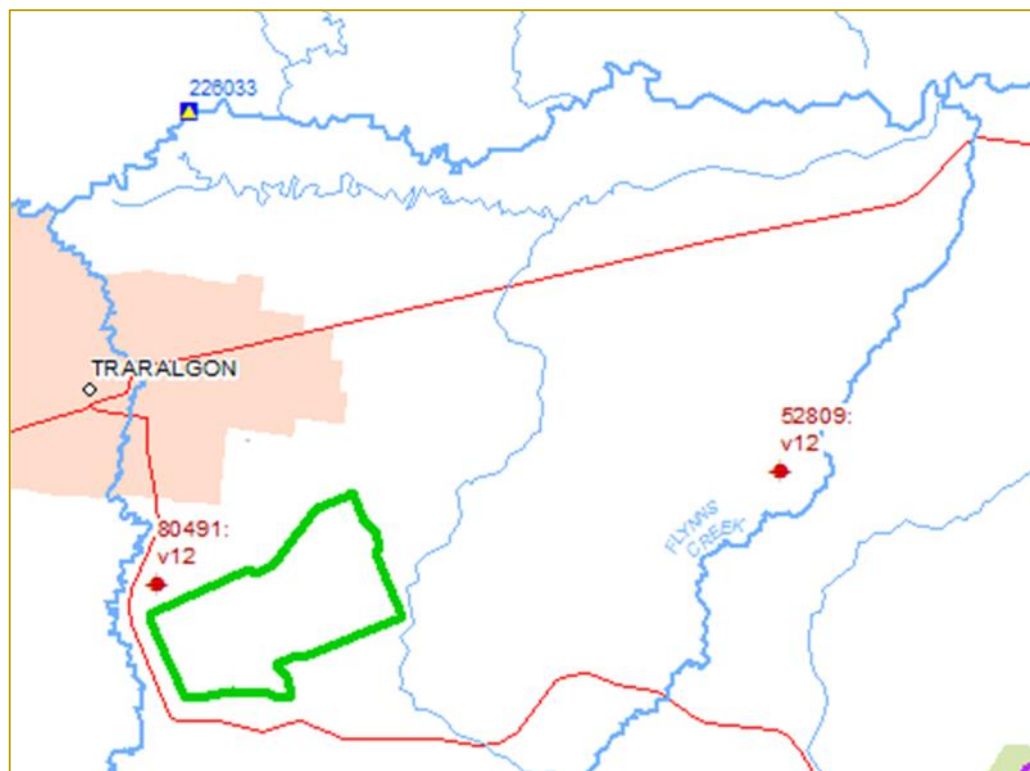 226033
TRARALGON
52809:
v12
80491:
v12
FLYNNS
CREEK